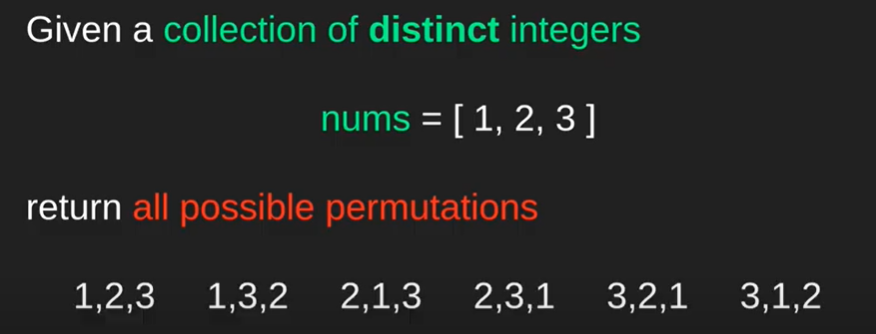 Given a collection of distinct integers
nums = [ 1, 2, 3 ]
return all possible permutations
1,2,3 1,3,2 2,1,3 2,3,1 3,2,1 3,1,2